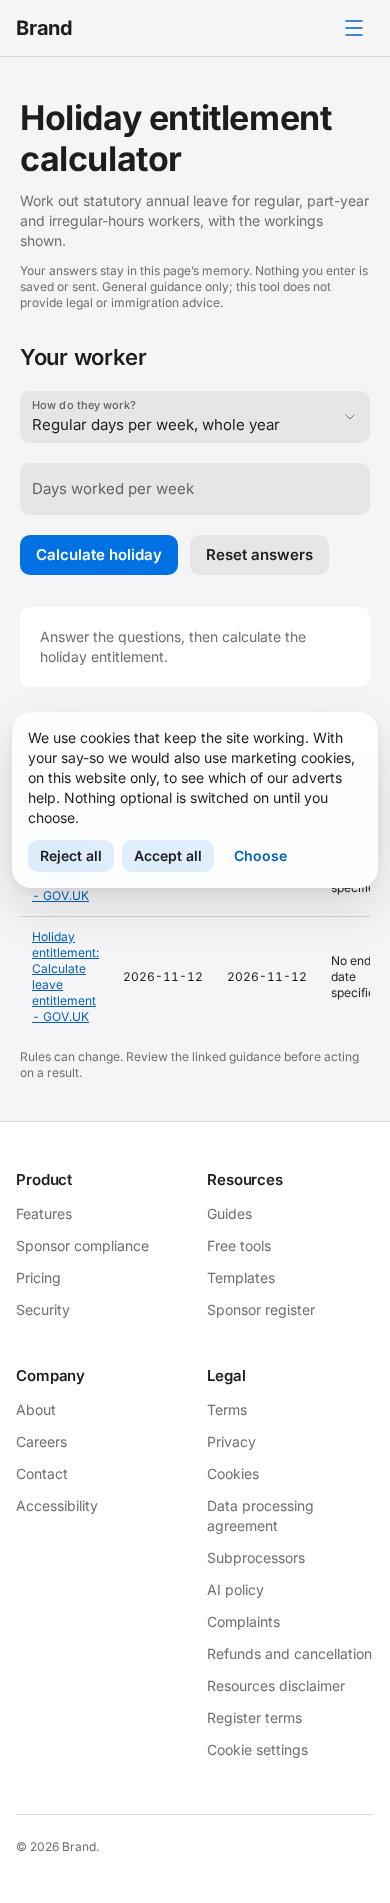 Brand
Holiday entitlement
calculator
Work out statutory annual leave for regular, part-year
and irregular-hours workers, with the workings
shown.
Your answers stay in this page’s memory. Nothing you enter is
saved or sent. General guidance only; this tool does not
provide legal or immigration advice.
Your worker
How do they work?
Regular days per week, whole year
Days worked per week
Calculate holiday
Reset answers
Answer the questions, then calculate the
holiday entitlement.
We use cookies that keep the site working. With
your say-so we would also use marketing cookies,
on this website only, to see which of our adverts
help. Nothing optional is switched on until you
choose.
Reject all
Accept all
Choose
- GOV.UK
Holiday
entitlement:
Calculate
leave
entitlement
- GOV.UK
2026-11-12
2026-11-12
No end
date
Rules can change. Review the linked guidance before acting
on a result.
Product
Features
Sponsor compliance
Pricing
Security
Resources
Guides
Free tools
Templates
Sponsor register
Company
About
Careers
Contact
Accessibility
Legal
Terms
Privacy
Cookies
Data processing
agreement
Subprocessors
AI policy
Complaints
Refunds and cancellation
Resources disclaimer
Register terms
Cookie settings
© 2026 Brand.